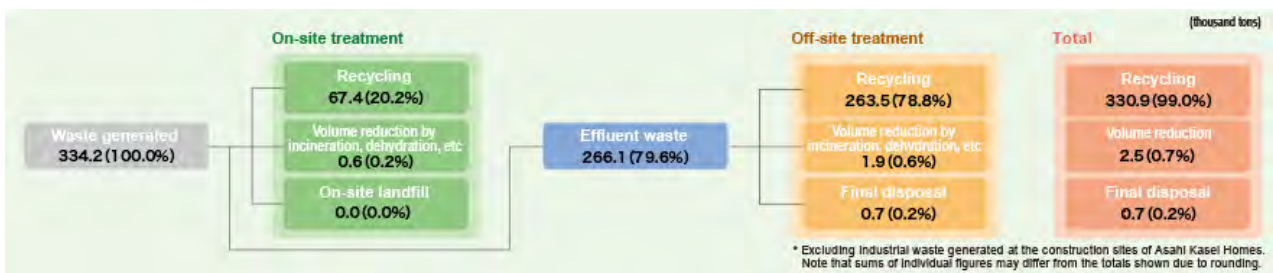 (thousand tons)
On-site treatment
Off-site treatment
Total
Waste generated
334.2 (100.0%)
Recycling
67.4 (20.2%)
Volume reduction by
incineration, dehydration, etc
0.6 (0.2%)
On-site landfill
0.0 (0.0%)
Effluent waste
266.1 (79.6%)
Recycling
263.5 (78.8%)
Volume reduction by
incineration, dehydration, etc
1.9 (0.6%)
Final disposal
0.7 (0.2%)
Recycling
330.9 (99.0%)
Volume reduction
2.5 (0.7%)
Final disposal
0.7 (0.2%)
* Excluding industrial waste generated at the construction sites of Asahi Kasei Homes.
Note that sums of individual figures may differ from the totals shown due to rounding.